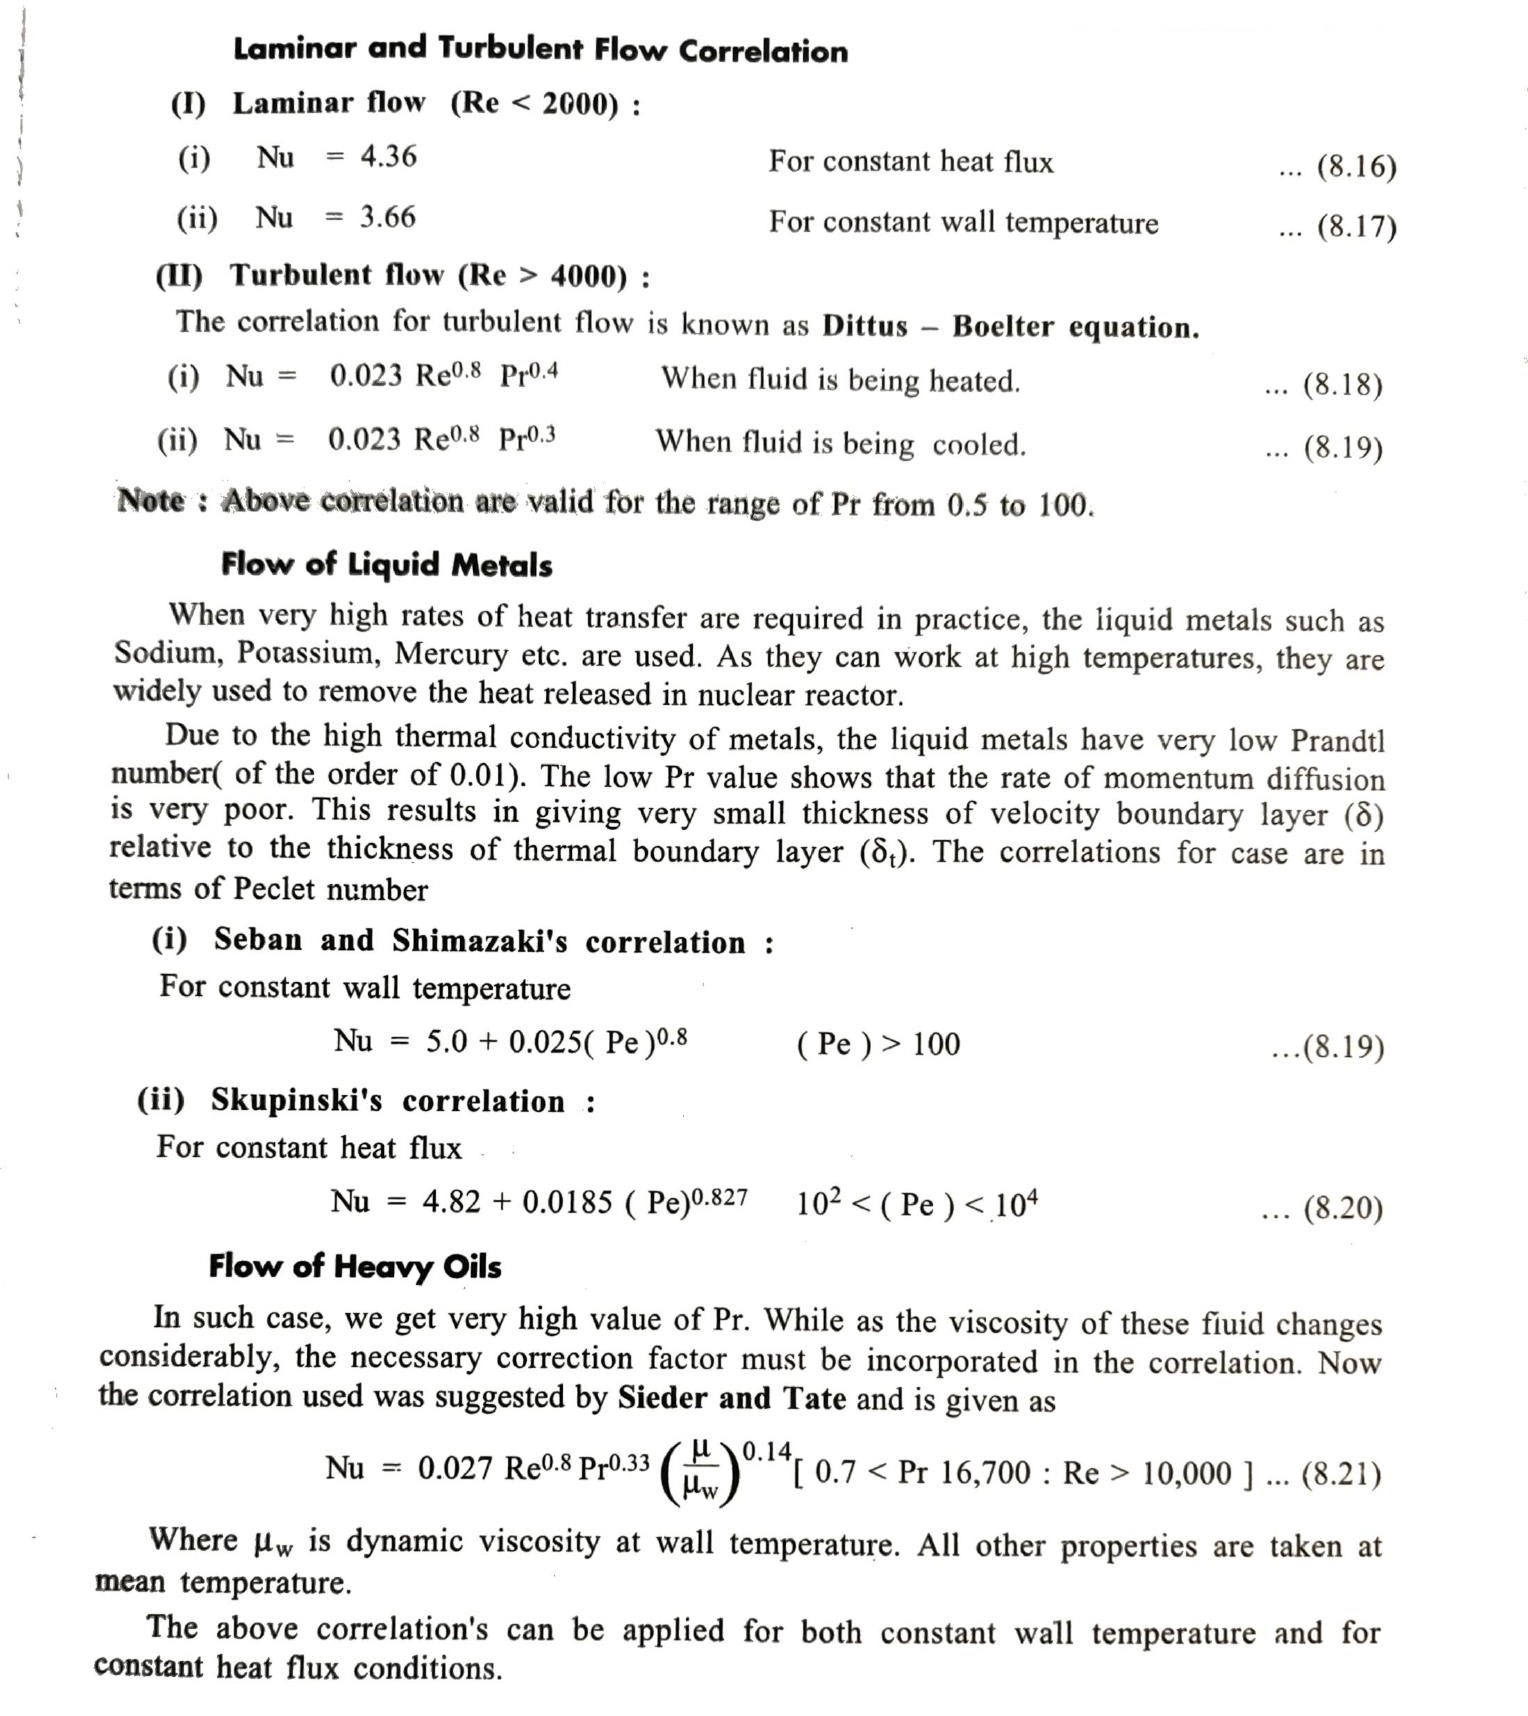 Laminar and Turbulent Flow Correlation
(I) Laminar flow (Re < 2000) :
(i) Nu = 4.36 For constant heat flux ... (8.16)
(ii) Nu = 3.66 For constant wall temperature ... (8.17)
(II) Turbulent flow (Re > 4000) :
The correlation for turbulent flow is known as Dittus – Boelter equation.
(i) Nu = 0.023 Re^0.8 Pr^0.4 When fluid is being heated. ... (8.18)
(ii) Nu = 0.023 Re^0.8 Pr^0.3 When fluid is being cooled. ... (8.19)
Note : Above correlation are valid for the range of Pr from 0.5 to 100.
Flow of Liquid Metals
When very high rates of heat transfer are required in practice, the liquid metals such as
Sodium, Potassium, Mercury etc. are used. As they can work at high temperatures, they are
widely used to remove the heat released in nuclear reactor.
Due to the high thermal conductivity of metals, the liquid metals have very low Prandtl
number( of the order of 0.01). The low Pr value shows that the rate of momentum diffusion
is very poor. This results in giving very small thickness of velocity boundary layer (δ)
relative to the thickness of thermal boundary layer (δt). The correlations for case are in
terms of Peclet number
(i) Seban and Shimazaki's correlation :
For constant wall temperature
Nu = 5.0 + 0.025( Pe )^0.8 ( Pe ) > 100 ...(8.19)
(ii) Skupinski's correlation :
For constant heat flux
Nu = 4.82 + 0.0185 ( Pe)^0.827 10² < ( Pe ) < 10⁴ ... (8.20)
Flow of Heavy Oils
In such case, we get very high value of Pr. While as the viscosity of these fluid changes
considerably, the necessary correction factor must be incorporated in the correlation. Now
the correlation used was suggested by Sieder and Tate and is given as
Nu = 0.027 Re^0.8 Pr^0.33 (μ/μw)^0.14 [ 0.7 < Pr 16,700 : Re > 10,000 ] ... (8.21)
Where μw is dynamic viscosity at wall temperature. All other properties are taken at
mean temperature.
The above correlation's can be applied for both constant wall temperature and for
constant heat flux conditions.